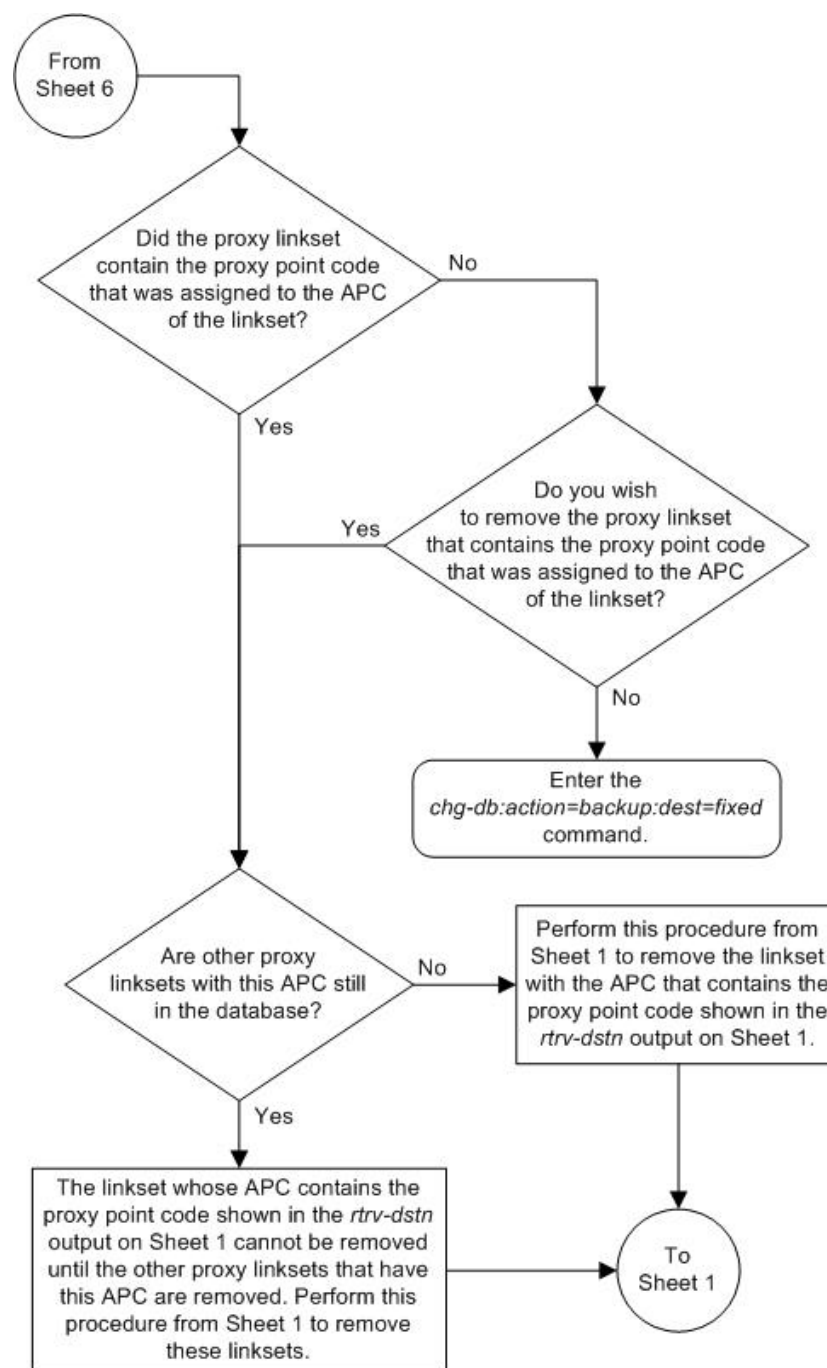 From
Sheet 6
Did the proxy linkset
contain the proxy point code
that was assigned to the APC
of the linkset?
No
Yes
Do you wish
to remove the proxy linkset
that contains the proxy point code
that was assigned to the APC
of the linkset?
Yes
No
Enter the
chg-db:action=backup:dest=fixed
command.
Are other proxy
linksets with this APC still
in the database?
No
Perform this procedure from
Sheet 1 to remove the linkset
with the APC that contains the
proxy point code shown in the
rtrv-dstn output on Sheet 1.
Yes
The linkset whose APC contains the
proxy point code shown in the rtrv-dstn
output on Sheet 1 cannot be removed
until the other proxy linksets that have
this APC are removed. Perform this
procedure from Sheet 1 to remove
these linksets.
To
Sheet 1